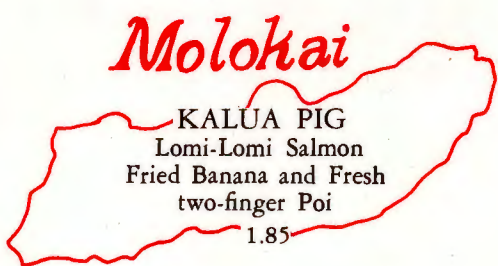 Molokai
KALUA PIG
Lomi-Lomi Salmon
Fried Banana and Fresh
two-finger Poi
1.85